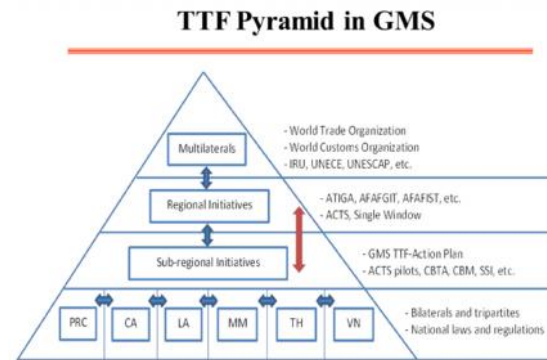 TTF Pyramid in GMS
Multilaterals
- World Trade Organization
- World Customs Organization
- IRU, UNECE, UNESCAP, etc.
Regional Initiatives
- ATIGA, AFAFGIT, AFAFIST, etc.
- ACTS, Single Window
Sub-regional Initiatives
- GMS TTF-Action Plan
- ACTS pilots, CBTA, CBM, SSI, etc.
PRC CA LA MM TH VN
- Bilaterals and tripartites
- National laws and regulations